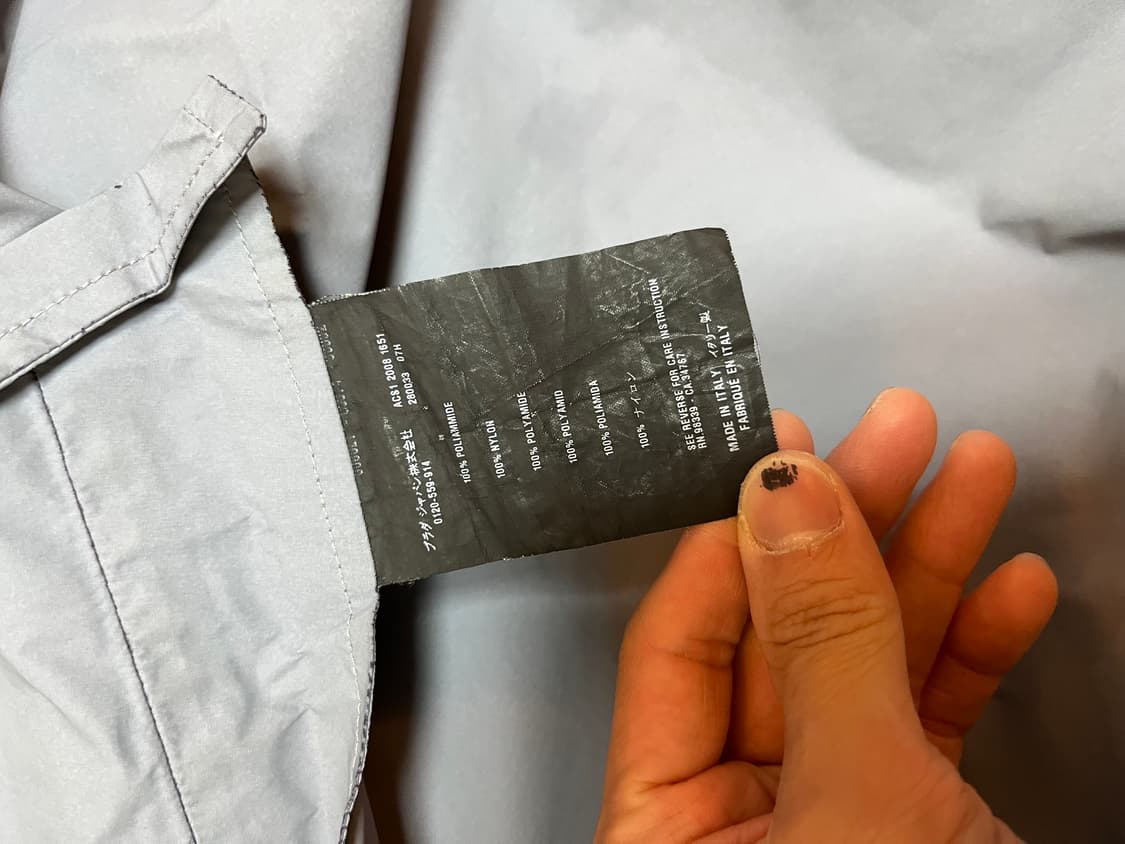 プラダ ジャパン株式会社 ACS1 2008 1651
0120-559-914 280033 07H
100% POLIAMMIDE
100% NYLON
100% POLYAMIDE
100% POLYAMID
100% POLIAMIDA
100% ナイロン
SEE REVERSE FOR CARE INSTRUCTION
RN 98339 - CA 34767
MADE IN ITALY イタリー製
FABRIQUÉ EN ITALY